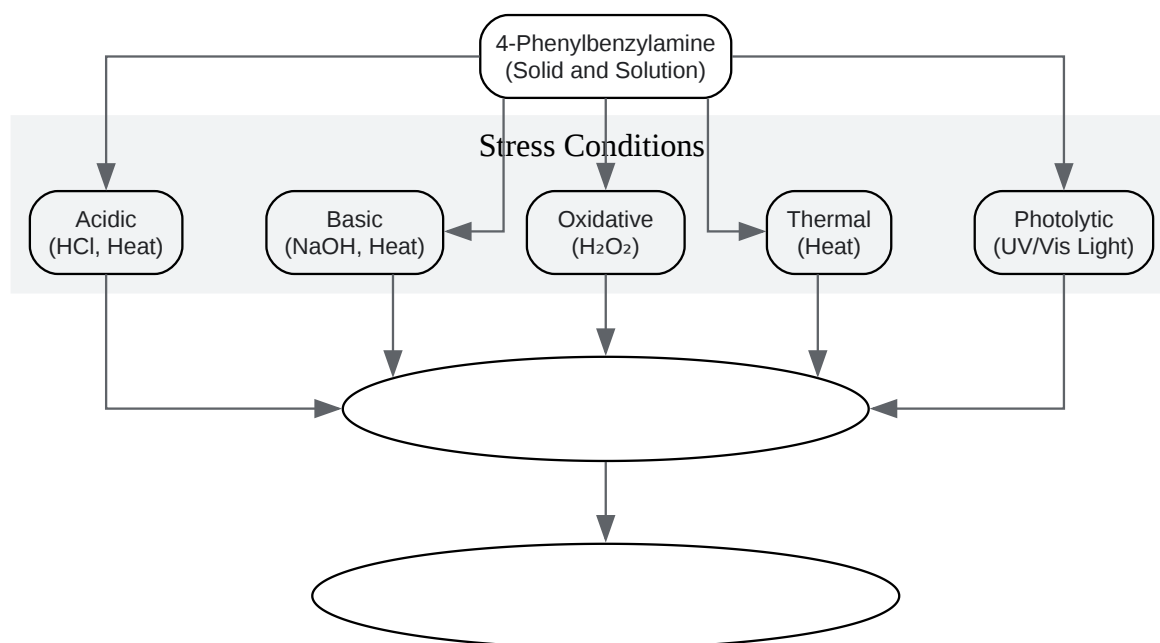 4-Phenylbenzylamine
(Solid and Solution)
Stress Conditions
Acidic
(HCl, Heat)
Basic
(NaOH, Heat)
Oxidative
(H₂O₂)
Thermal
(Heat)
Photolytic
(UV/Vis Light)